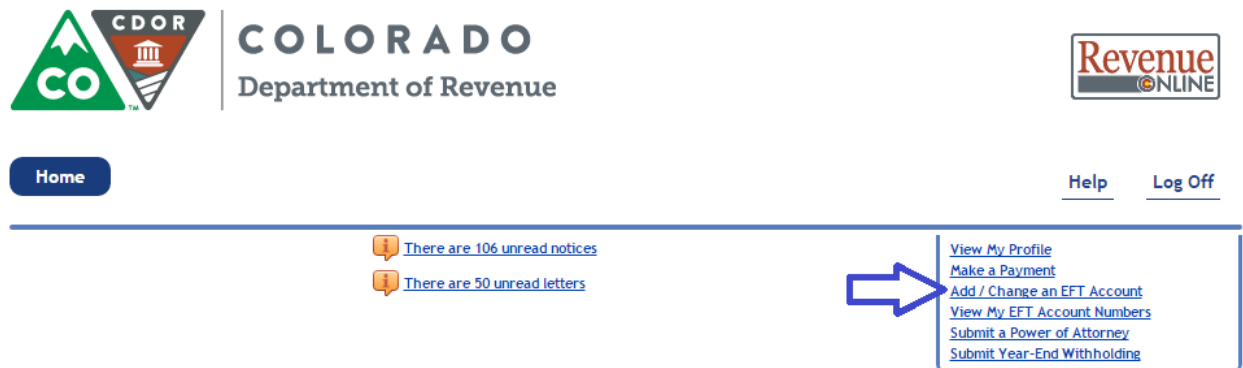 CDOR
CO
TM
COLORADO
Department of Revenue
Revenue
ONLINE
Home
Help
Log Off
There are 106 unread notices
There are 50 unread letters
View My Profile
Make a Payment
Add / Change an EFT Account
View My EFT Account Numbers
Submit a Power of Attorney
Submit Year-End Withholding